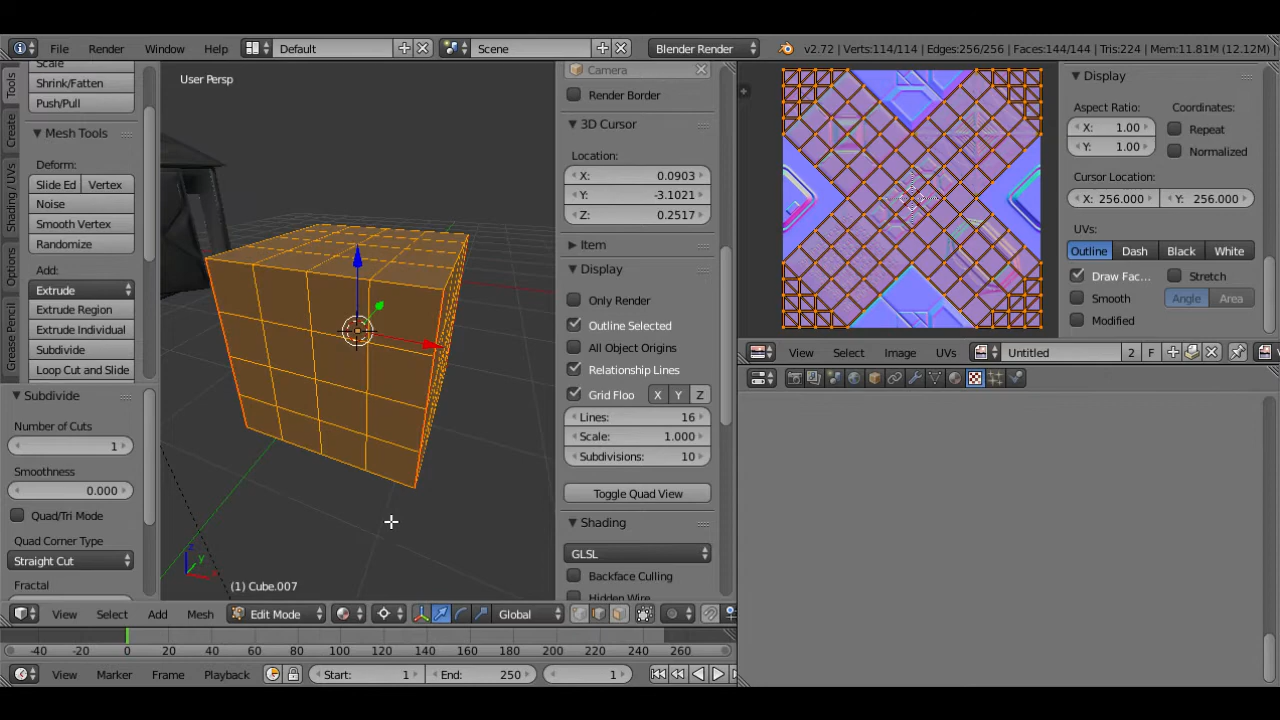 File Render Window Help Default Scene Blender Render v2.72 | Verts:114/114 | Edges:256/256 | Faces:144/144 | Tris:224 | Mem:11.81M (12.12M)
Tools
Create
Shading / UVs
Options
Grease Pencil
Scale
Shrink/Fatten
Push/Pull
Mesh Tools
Deform:
Slide Ed Vertex
Noise
Smooth Vertex
Randomize
Add:
Extrude
Extrude Region
Extrude Individual
Subdivide
Loop Cut and Slide
Subdivide
Number of Cuts
1
Smoothness
0.000
Quad/Tri Mode
Quad Corner Type
Straight Cut
Fractal
User Persp
(1) Cube.007
Camera
Render Border
3D Cursor
Location:
X: 0.0903
Y: -3.1021
Z: 0.2517
Item
Display
Only Render
Outline Selected
All Object Origins
Relationship Lines
Grid Floo X Y Z
Lines: 16
Scale: 1.000
Subdivisions: 10
Toggle Quad View
Shading
GLSL
Backface Culling
Hidden Wire
Display
Aspect Ratio: Coordinates:
X: 1.00 Repeat
Y: 1.00 Normalized
Cursor Location:
X: 256.000 Y: 256.000
UVs:
Outline Dash Black White
Draw Fac... Stretch
Smooth Angle Area
Modified
View Select Image UVs Untitled 2 F
View Select Add Mesh Edit Mode Global
-40 -20 0 20 40 60 80 100 120 140 160 180 200 220 240 260
View Marker Frame Playback Start: 1 End: 250 1